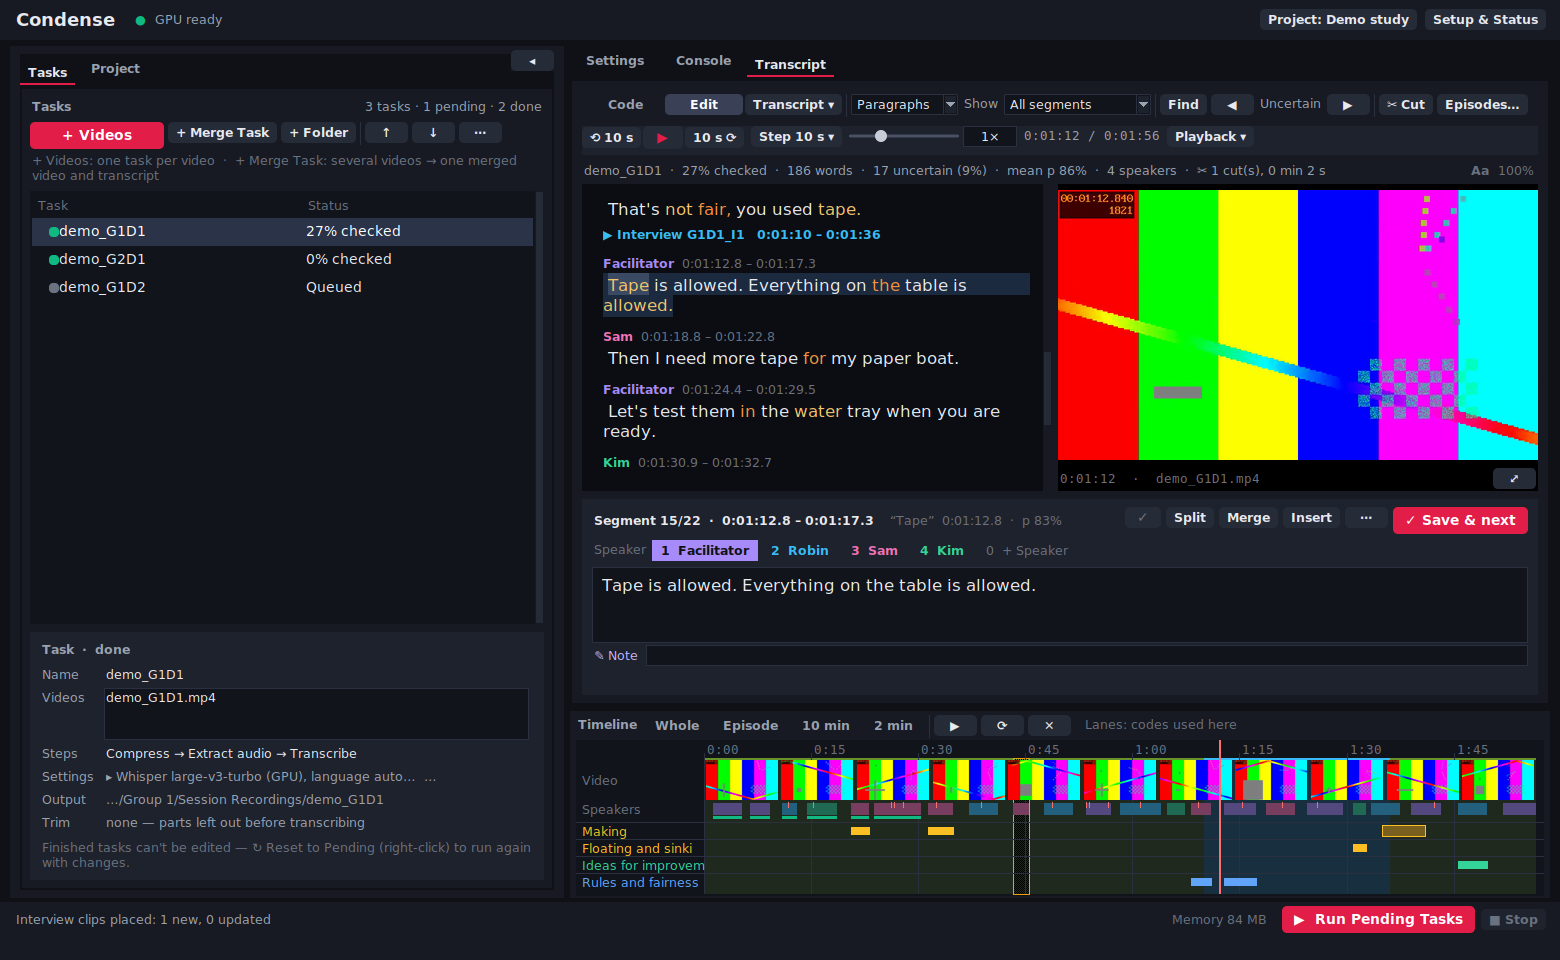 Condense ● GPU ready
Project: Demo study Setup & Status
Tasks Project ◂
Tasks 3 tasks · 1 pending · 2 done
+ Videos + Merge Task + Folder ↑ ↓ ···
+ Videos: one task per video · + Merge Task: several videos → one merged
video and transcript
Task Status
demo_G1D1 27% checked
demo_G2D1 0% checked
demo_G1D2 Queued
Task · done
Name demo_G1D1
Videos demo_G1D1.mp4
Steps Compress → Extract audio → Transcribe
Settings ▸ Whisper large-v3-turbo (GPU), language auto… …
Output …/Group 1/Session Recordings/demo_G1D1
Trim none — parts left out before transcribing
Finished tasks can't be edited — ↻ Reset to Pending (right-click) to run again
with changes.
Settings Console Transcript
Code Edit Transcript ▾ Paragraphs Show All segments Find ◀ Uncertain ▶ ✂ Cut Episodes…
⟲ 10 s ▶ 10 s ⟳ Step 10 s ▾ 1× 0:01:12 / 0:01:56 Playback ▾
demo_G1D1 · 27% checked · 186 words · 17 uncertain (9%) · mean p 86% · 4 speakers · ✂ 1 cut(s), 0 min 2 s Aa 100%
That's not fair, you used tape.
▶ Interview G1D1_I1 0:01:10 – 0:01:36
Facilitator 0:01:12.8 – 0:01:17.3
Tape is allowed. Everything on the table is
allowed.
Sam 0:01:18.8 – 0:01:22.8
Then I need more tape for my paper boat.
Facilitator 0:01:24.4 – 0:01:29.5
Let's test them in the water tray when you are
ready.
Kim 0:01:30.9 – 0:01:32.7
00:01:12.840
1821
0:01:12 · demo_G1D1.mp4 ⤢
Segment 15/22 · 0:01:12.8 – 0:01:17.3 “Tape” 0:01:12.8 · p 83% ✓ Split Merge Insert ··· ✓ Save & next
Speaker 1 Facilitator 2 Robin 3 Sam 4 Kim 0 + Speaker
Tape is allowed. Everything on the table is allowed.
✎ Note
Timeline Whole Episode 10 min 2 min ▶ ⟳ ✕ Lanes: codes used here
0:00 0:15 0:30 0:45 1:00 1:15 1:30 1:45
Video
Speakers
Making
Floating and sinki
Ideas for improvem
Rules and fairness
Interview clips placed: 1 new, 0 updated
Memory 84 MB ▶ Run Pending Tasks ■ Stop